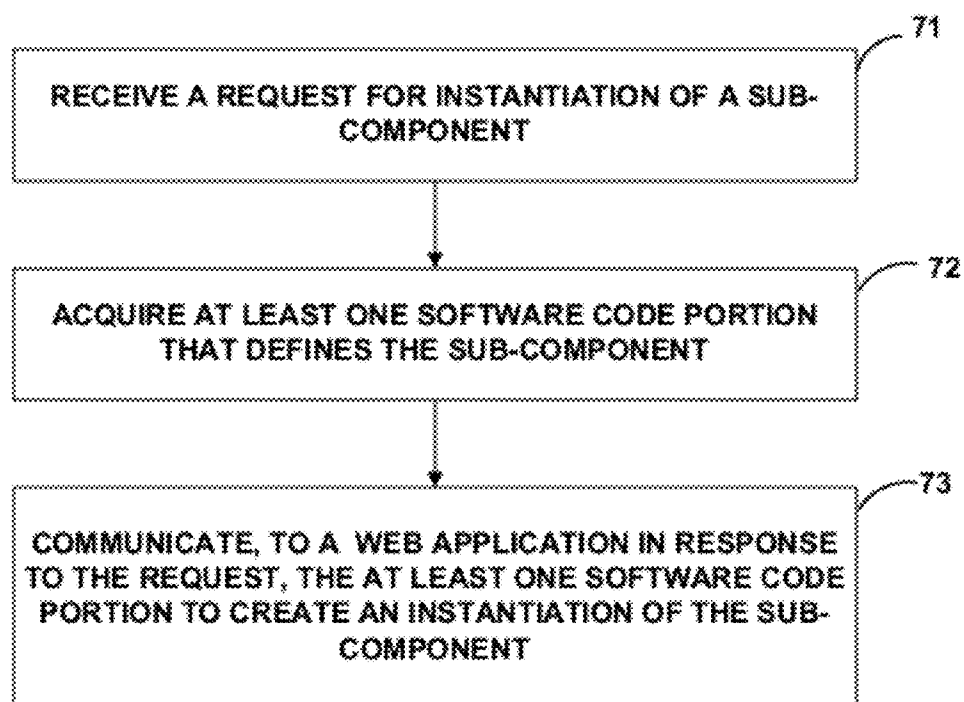 71
RECEIVE A REQUEST FOR INSTANTIATION OF A SUB-
COMPONENT
72
ACQUIRE AT LEAST ONE SOFTWARE CODE PORTION
THAT DEFINES THE SUB-COMPONENT
73
COMMUNICATE, TO A WEB APPLICATION IN RESPONSE
TO THE REQUEST, THE AT LEAST ONE SOFTWARE CODE
PORTION TO CREATE AN INSTANTIATION OF THE SUB-
COMPONENT